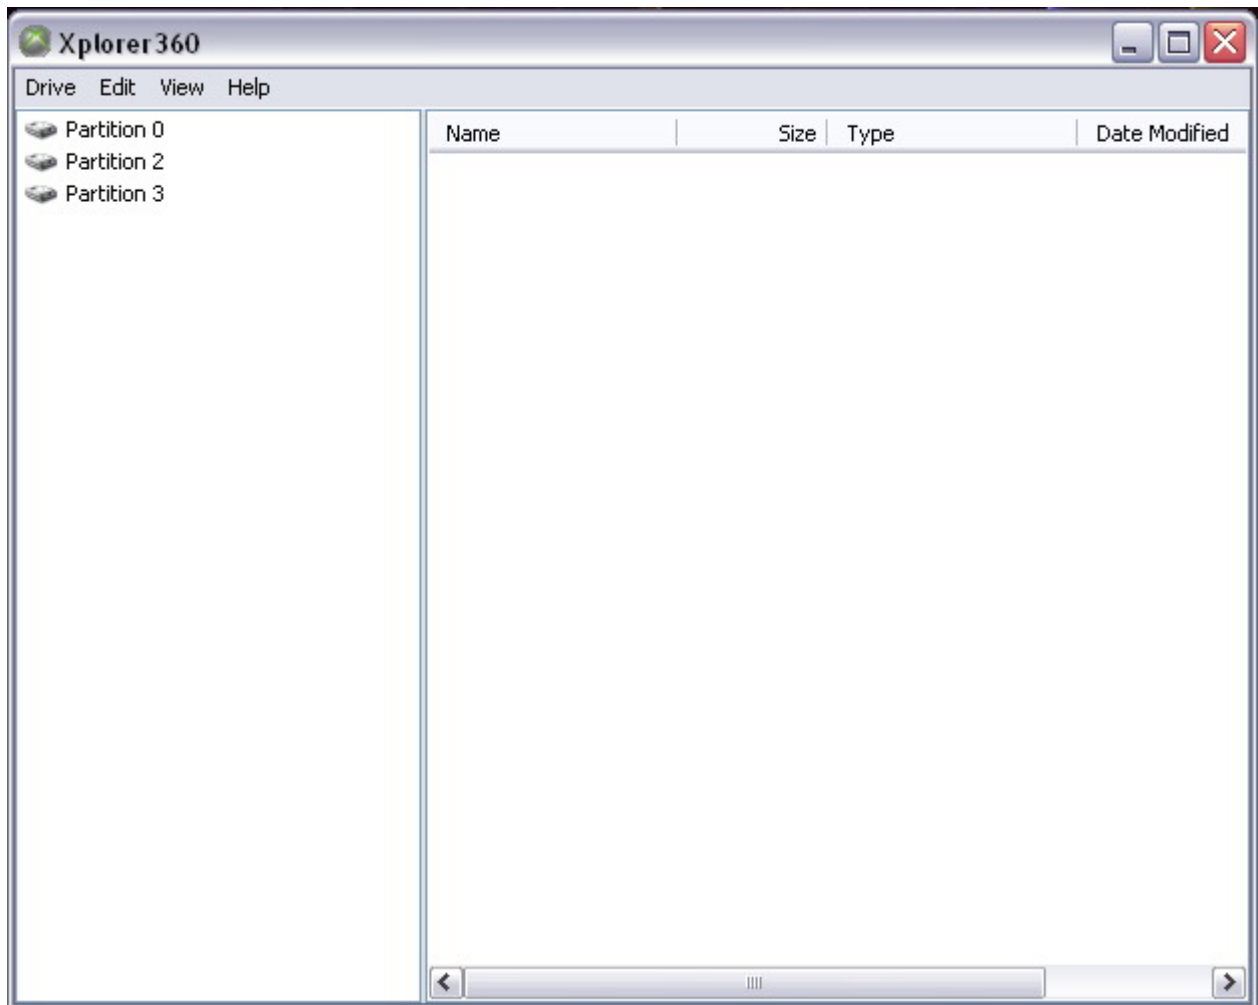 Xplorer360
Drive Edit View Help
Partition 0
Partition 2
Partition 3
Name Size Type Date Modified